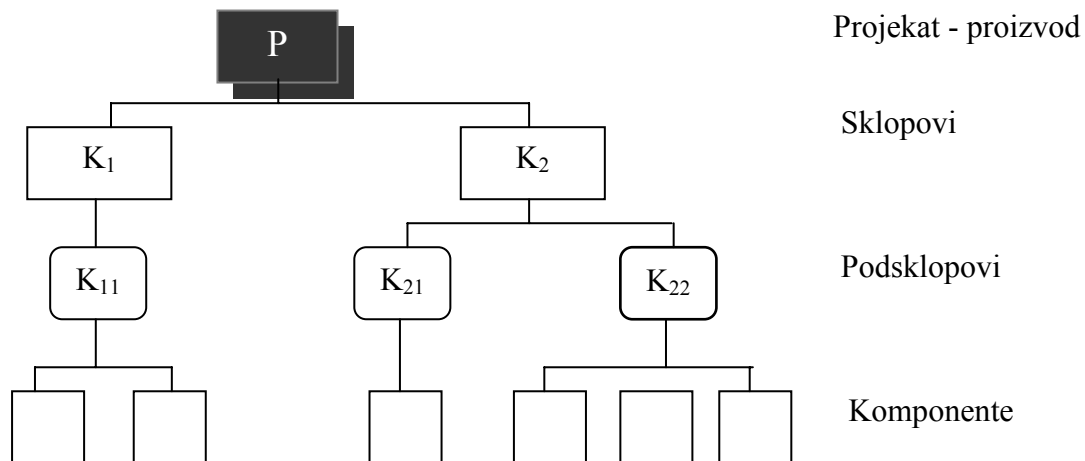 P
Projekat - proizvod
K₁
K₂
Sklopovi
K₁₁
K₂₁
K₂₂
Podsklopovi
Komponente